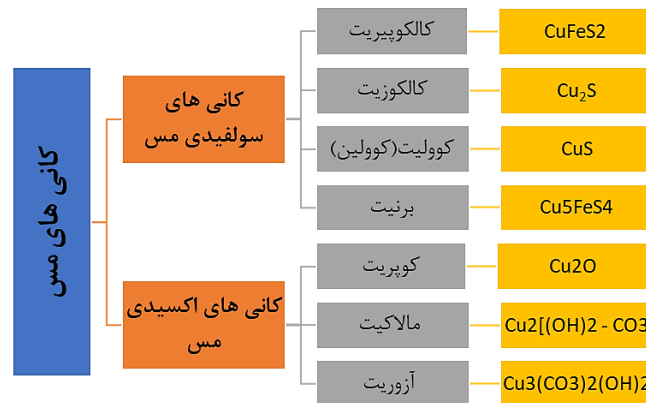 کانی های مس
کانی های
سولفیدی مس
کالکوپیریت
CuFeS2
کالکوزیت
Cu₂S
کوولیت(کوولین)
CuS
برنیت
Cu5FeS4
کانی های اکسیدی
مس
کوپریت
Cu2O
مالاکیت
Cu2[(OH)2 - CO3
آزوریت
Cu3(CO3)2(OH)2